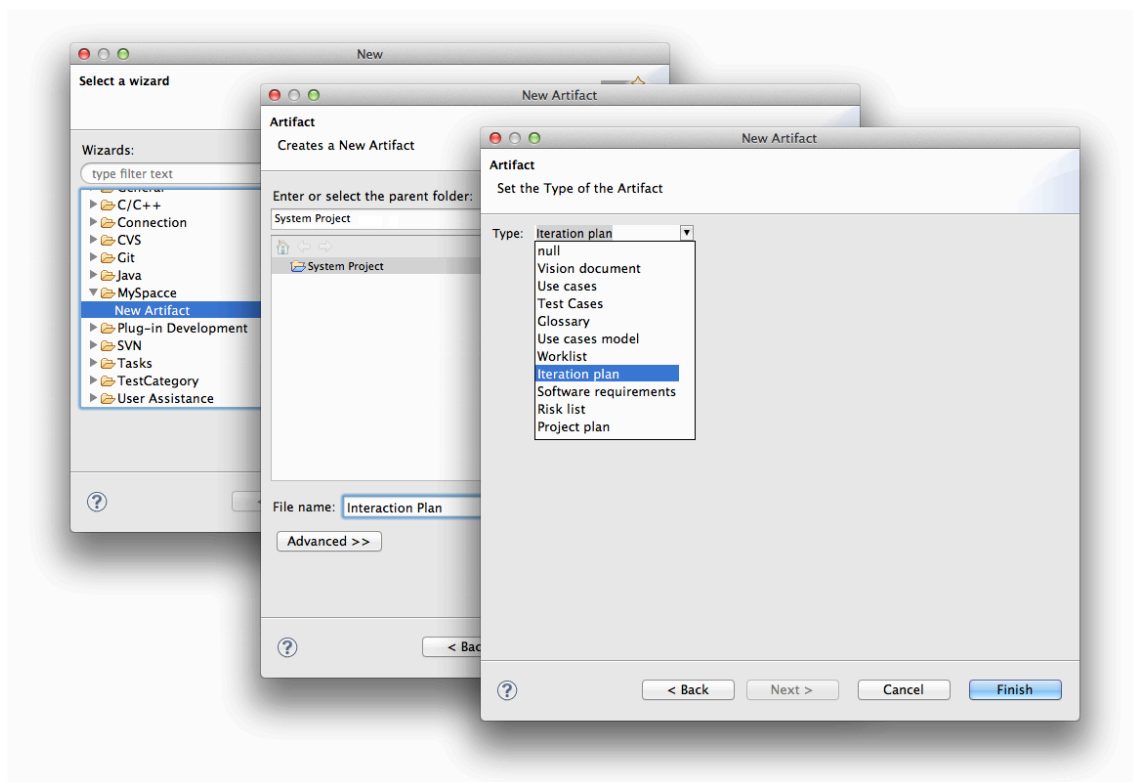 New
Select a wizard
Wizards:
type filter text
General
C/C++
Connection
CVS
Git
Java
MySpacce
New Artifact
Plug-in Development
SVN
Tasks
TestCategory
User Assistance
?
New Artifact
Artifact
Creates a New Artifact
Enter or select the parent folder:
System Project
System Project
File name: Interaction Plan
Advanced >>
?
< Bac
New Artifact
Artifact
Set the Type of the Artifact
Type: Iteration plan
null
Vision document
Use cases
Test Cases
Glossary
Use cases model
Worklist
Iteration plan
Software requirements
Risk list
Project plan
? < Back Next > Cancel Finish